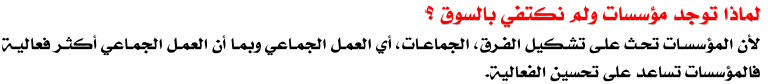 لماذا توجد مؤسسات ولم نكتفي بالسوق ؟
لأن المؤسسات تحث على تشكيل الفرق، الجماعات، أي العمل الجماعي وبما أن العمل الجماعي أكثر فعالية
فالمؤسسات تساعد على تحسين الفعالية.